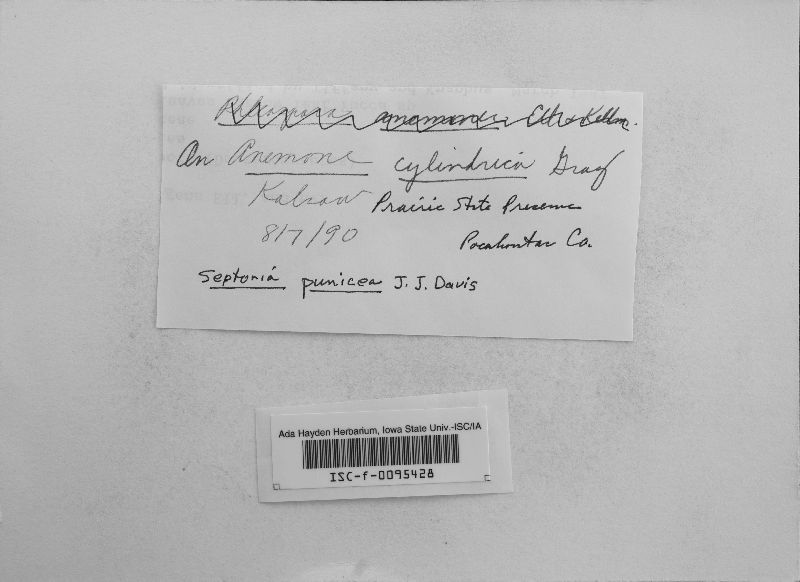 An Anemone cylindrica Gray
Kalsow Prairie State Preserve
8/7/90 Pocahontas Co.
Septoria punicea J. J. Davis
Ada Hayden Herbarium, Iowa State Univ.-ISC/IA
ISC-f-0095428